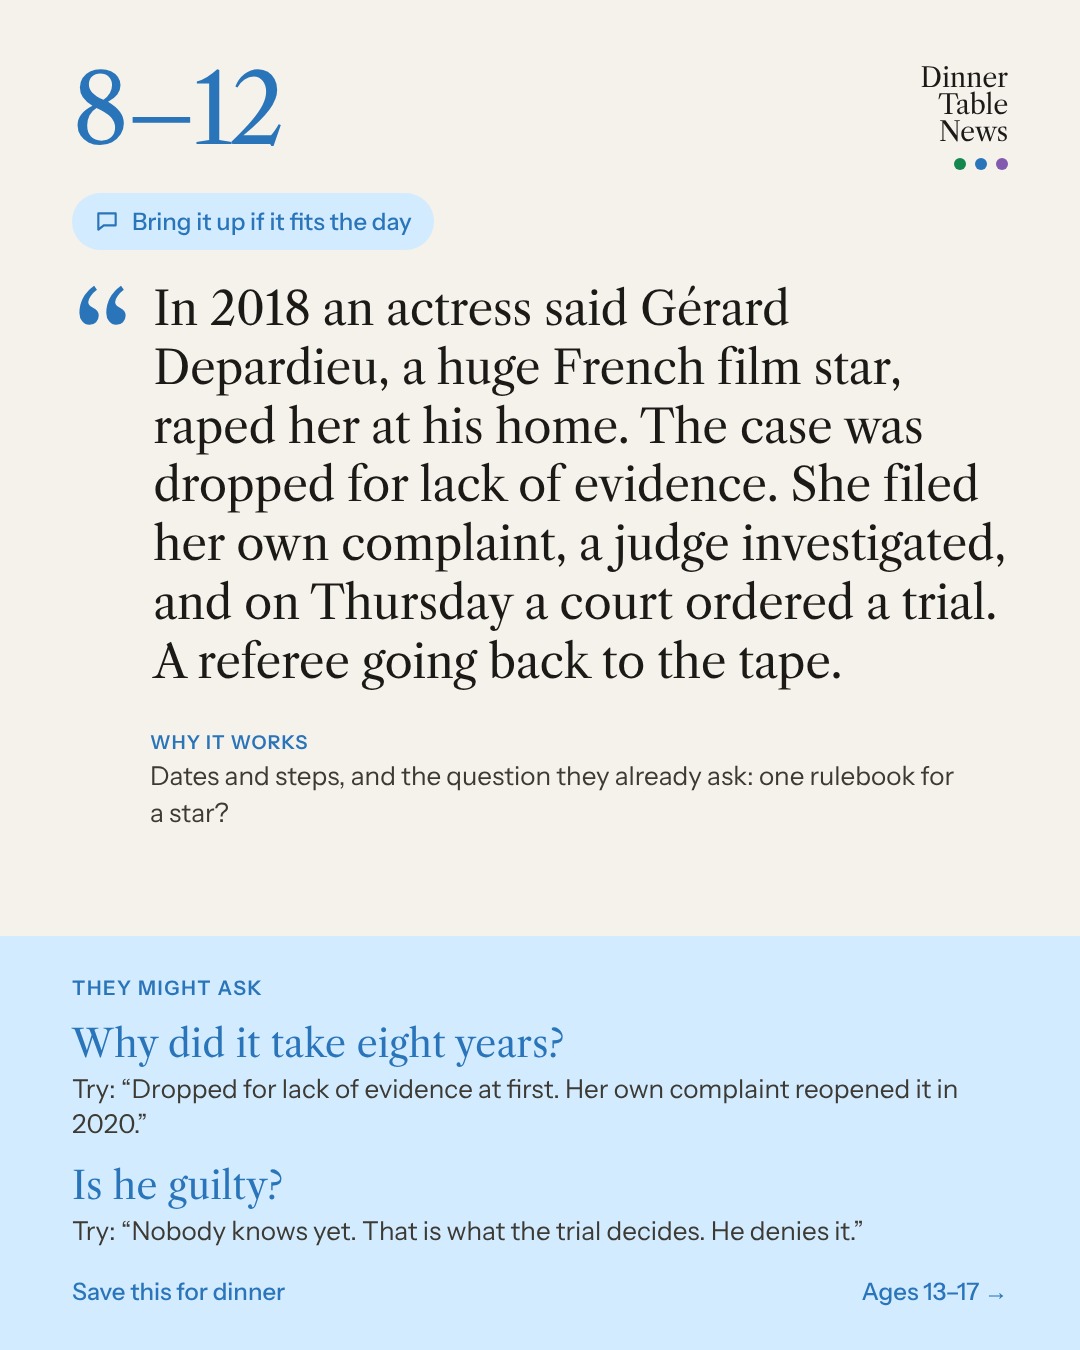 8–12
Dinner
Table
News
Bring it up if it fits the day
“ In 2018 an actress said Gérard
Depardieu, a huge French film star,
raped her at his home. The case was
dropped for lack of evidence. She filed
her own complaint, a judge investigated,
and on Thursday a court ordered a trial.
A referee going back to the tape.
WHY IT WORKS
Dates and steps, and the question they already ask: one rulebook for
a star?
THEY MIGHT ASK
Why did it take eight years?
Try: “Dropped for lack of evidence at first. Her own complaint reopened it in
2020.”
Is he guilty?
Try: “Nobody knows yet. That is what the trial decides. He denies it.”
Save this for dinner
Ages 13–17 →